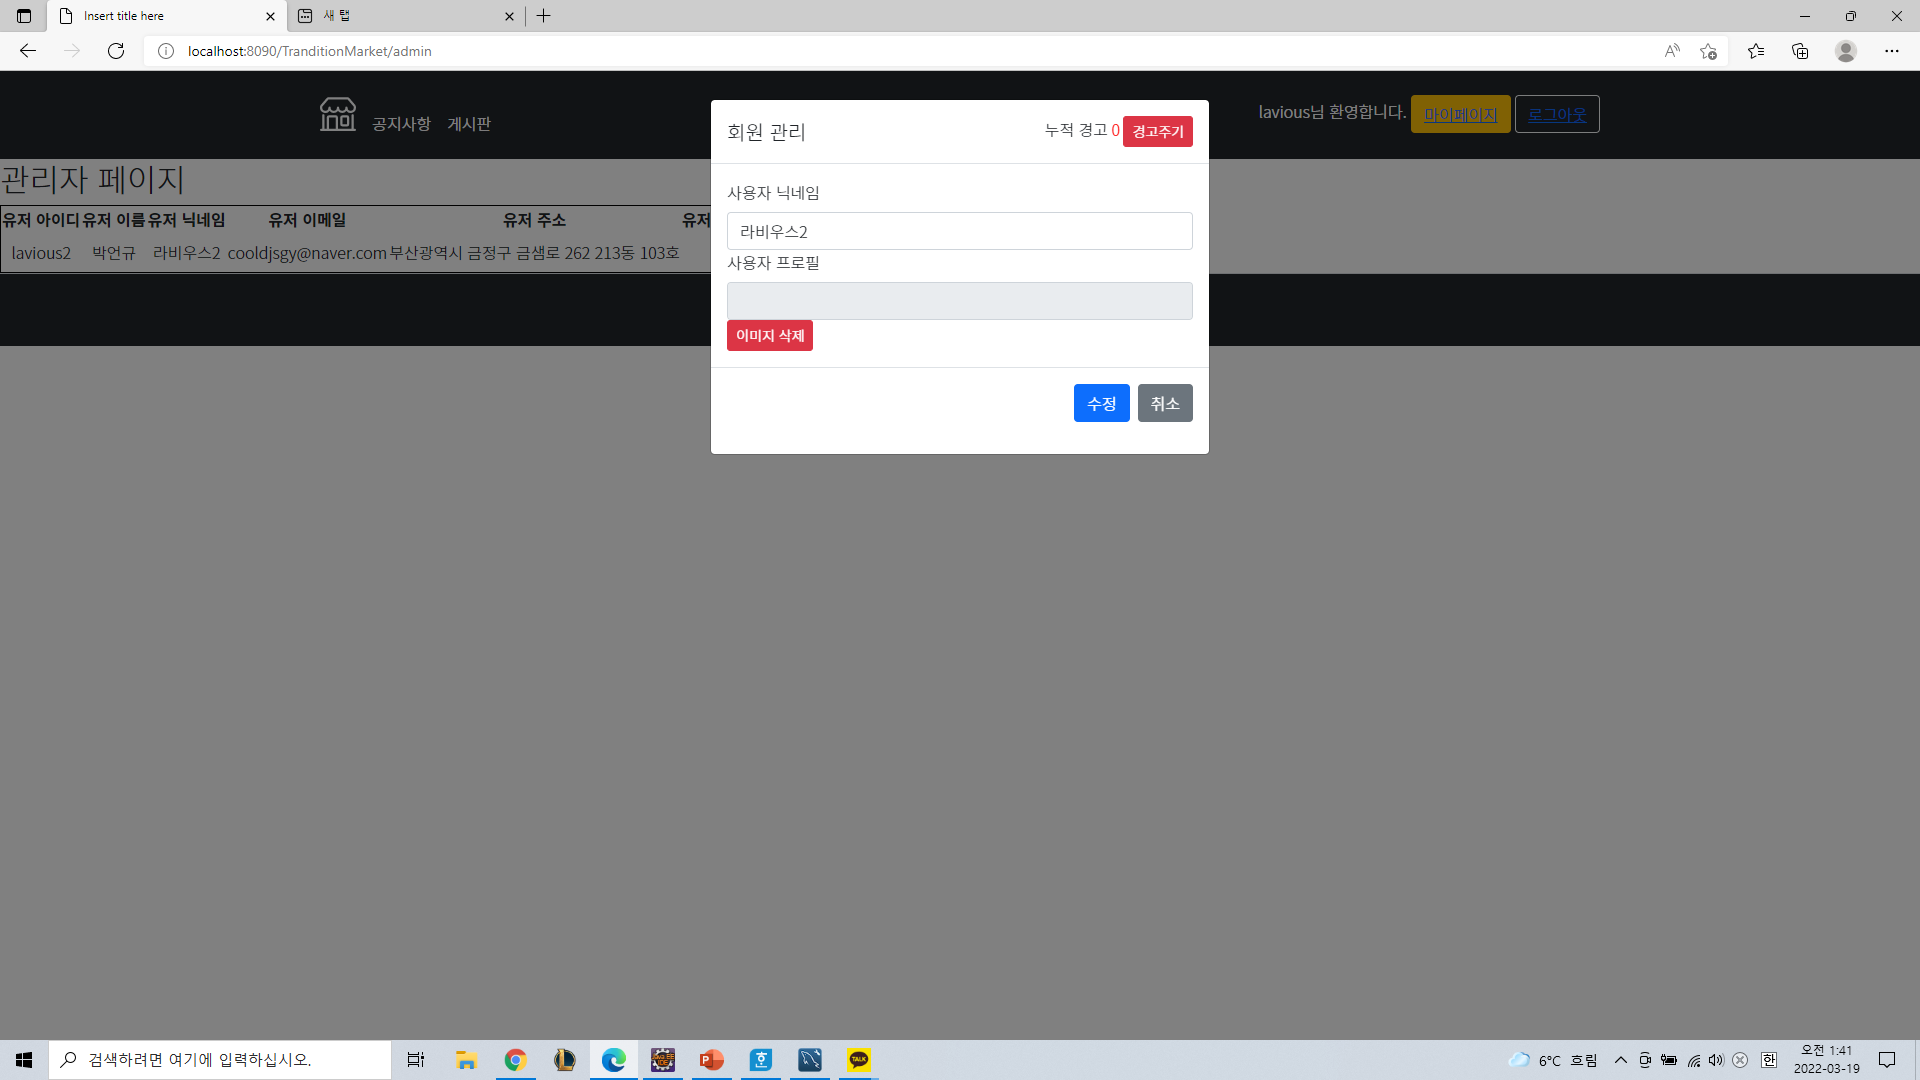 Insert title here
새 탭
localhost:8090/TranditionMarket/admin
공지사항 게시판
lavious님 환영합니다. 마이페이지 로그아웃
관리자 페이지
유저 아이디 유저 이름 유저 닉네임 유저 이메일 유저 주소 유저
lavious2 박언규 라비우스2 cooldjsgy@naver.com 부산광역시 금정구 금샘로 262 213동 103호
회원 관리
누적 경고 0 경고주기
사용자 닉네임
라비우스2
사용자 프로필
이미지 삭제
수정 취소
검색하려면 여기에 입력하십시오.
6°C 흐림
한
오전 1:41
2022-03-19
TALK